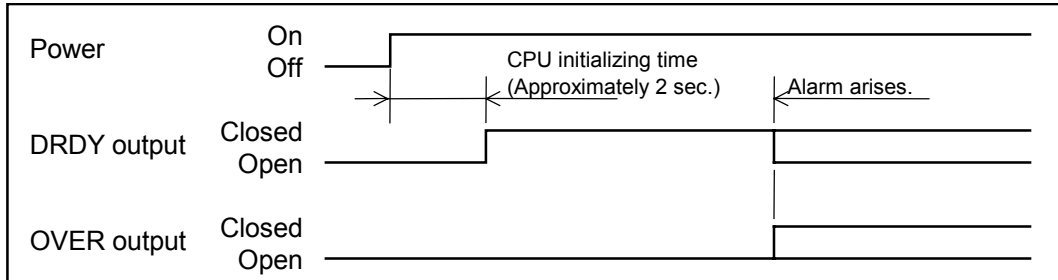 Power
On
Off
CPU initializing time
(Approximately 2 sec.)
Alarm arises.
DRDY output
Closed
Open
OVER output
Closed
Open